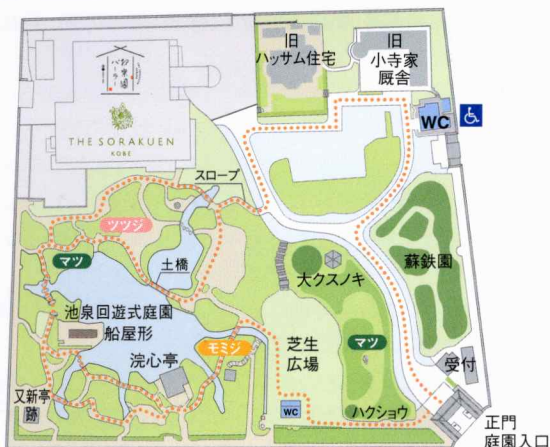 旧
ハッサム住宅
旧
小寺家
厩舎
相楽園
パーラー
THE SORAKUEN
KOBE
WC
スロープ
ツツジ
マツ
土橋
大クスノキ
蘇鉄園
池泉回遊式庭園
船屋形
モミジ
浣心亭
芝生
広場
マツ
受付
又新亭
跡
WC
ハクショウ
正門
庭園入口